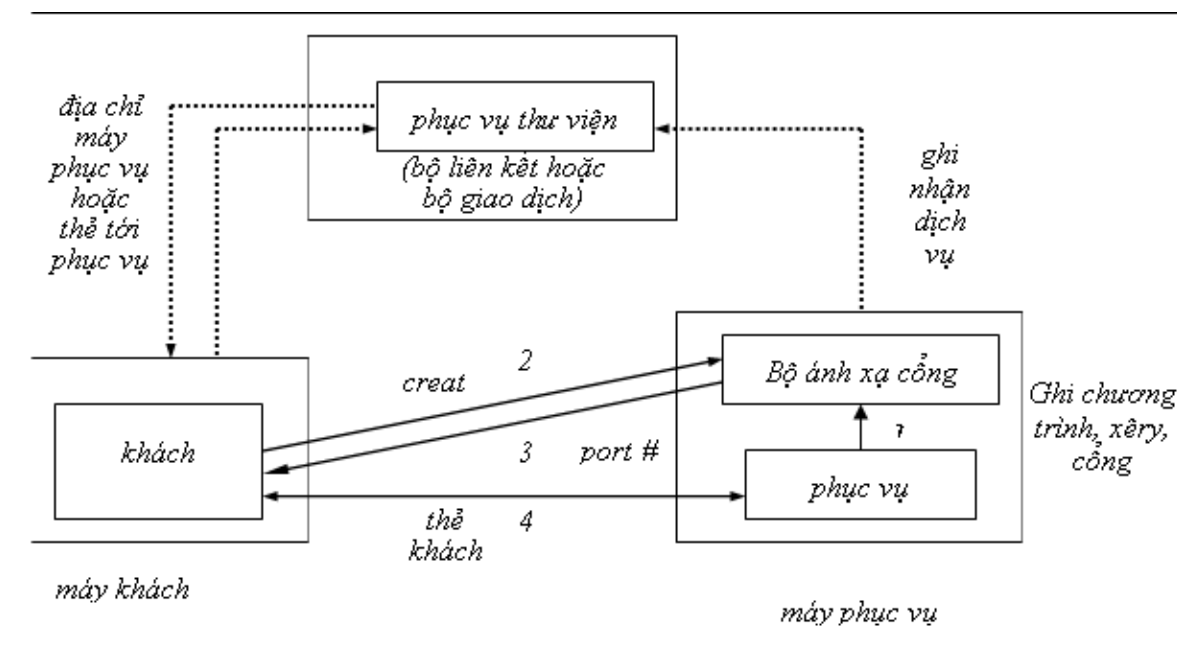 địa chỉ
máy
phục vụ
hoặc
thẻ tới
phục vụ
phục vụ thư viện
(bộ liên kết hoặc
bộ giao dịch)
ghi
nhận
dịch
vụ
creat
2
3
port #
thẻ
khách
4
khách
máy khách
Bộ ánh xạ cổng
phục vụ
Ghi chương
trình, xêry,
cổng
máy phục vụ